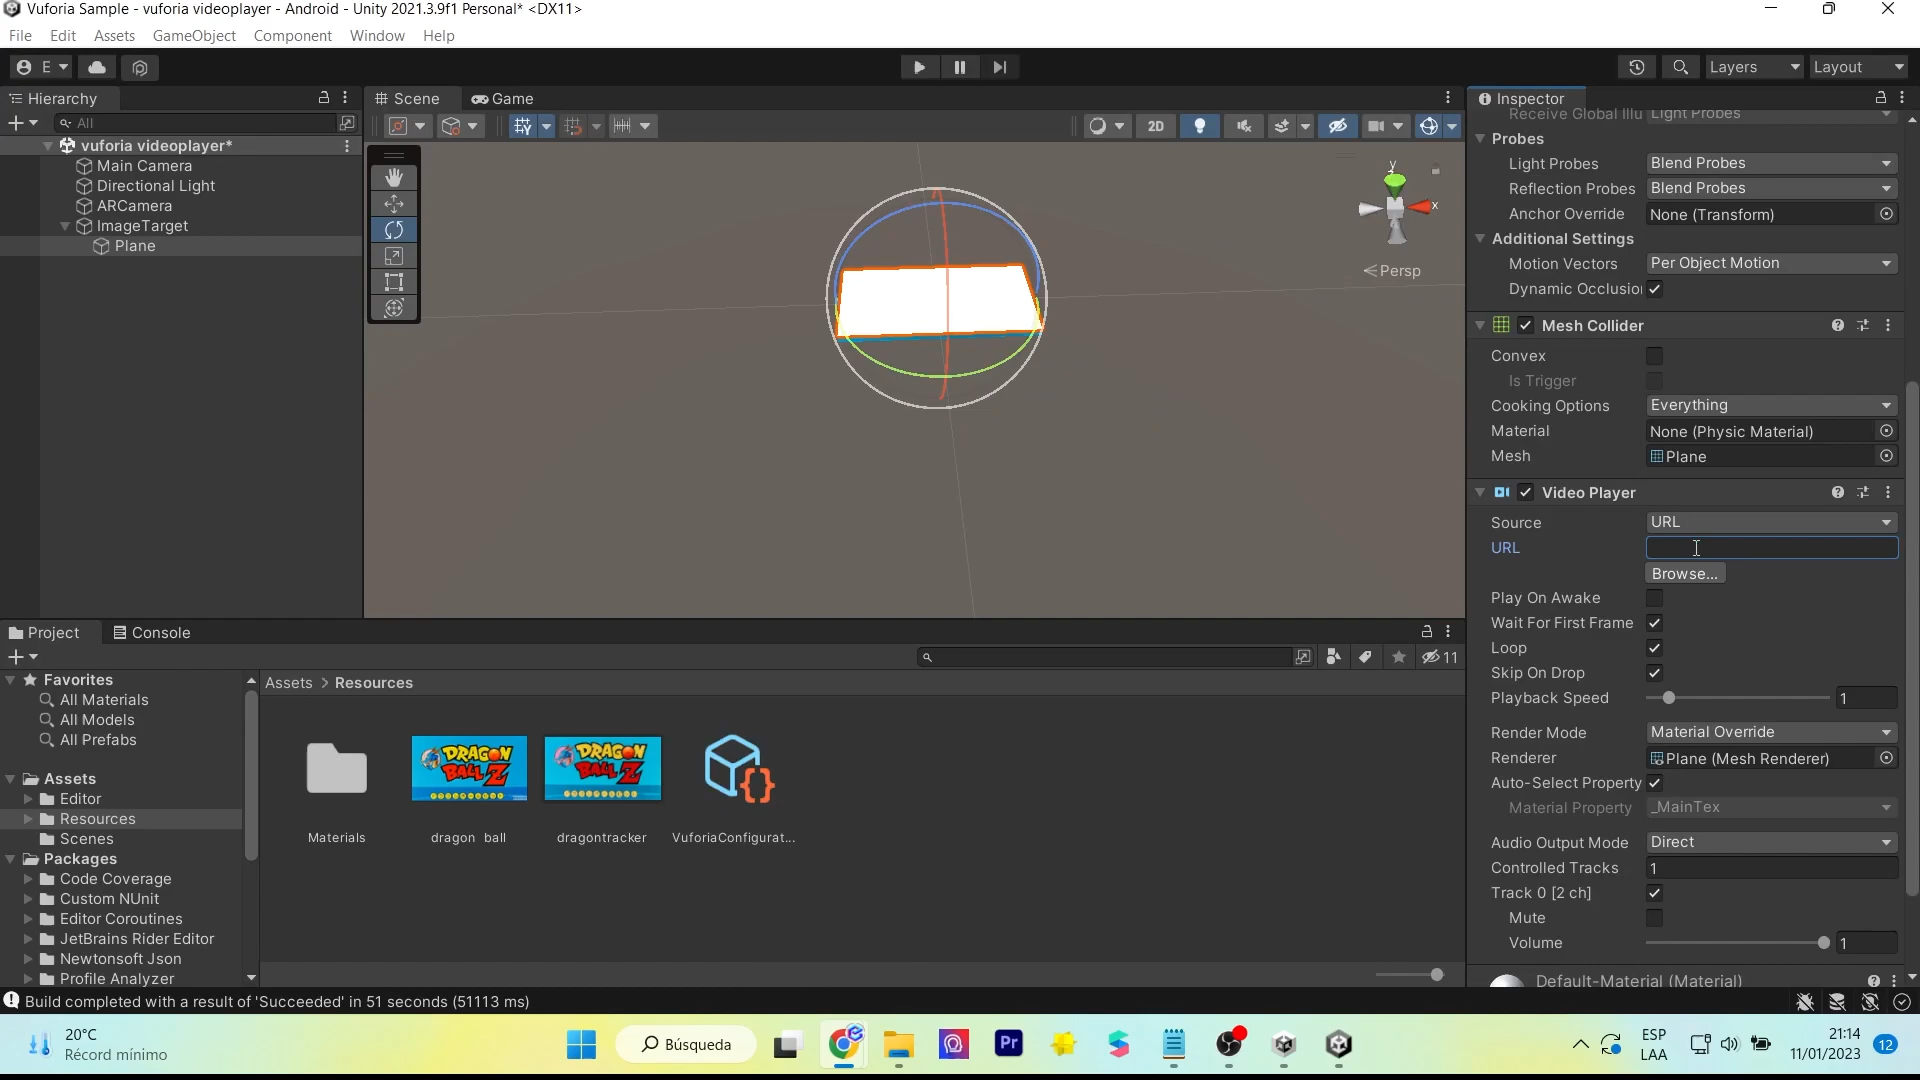 Vuforia Sample - vuforia videoplayer - Android - Unity 2021.3.9f1 Personal* <DX11>
File Edit Assets GameObject Component Window Help
E
Layers Layout
Hierarchy
All
vuforia videoplayer*
Main Camera
Directional Light
ARCamera
ImageTarget
Plane
Scene Game
2D
y
x
Persp
Inspector
Receive Global Illu Light Probes
Probes
Light Probes Blend Probes
Reflection Probes Blend Probes
Anchor Override None (Transform)
Additional Settings
Motion Vectors Per Object Motion
Dynamic Occlusio
Mesh Collider
Convex
Is Trigger
Cooking Options Everything
Material None (Physic Material)
Mesh Plane
Video Player
Source URL
URL
Browse...
Play On Awake
Wait For First Frame
Loop
Skip On Drop
Playback Speed 1
Render Mode Material Override
Renderer Plane (Mesh Renderer)
Auto-Select Property
Material Property _MainTex
Audio Output Mode Direct
Controlled Tracks 1
Track 0 [2 ch]
Mute
Volume 1
Default-Material (Material)
Project Console
11
Favorites
All Materials
All Models
All Prefabs
Assets
Editor
Resources
Scenes
Packages
Code Coverage
Custom NUnit
Editor Coroutines
JetBrains Rider Editor
Newtonsoft Json
Profile Analyzer
Assets > Resources
DRAGON
BALL Z
DRAGON
BALL Z
Materials
dragon ball
dragontracker
VuforiaConfigurat...
Build completed with a result of 'Succeeded' in 51 seconds (51113 ms)
20°C
Récord mínimo
Búsqueda
Pr
ESP
LAA
21:14
11/01/2023
12